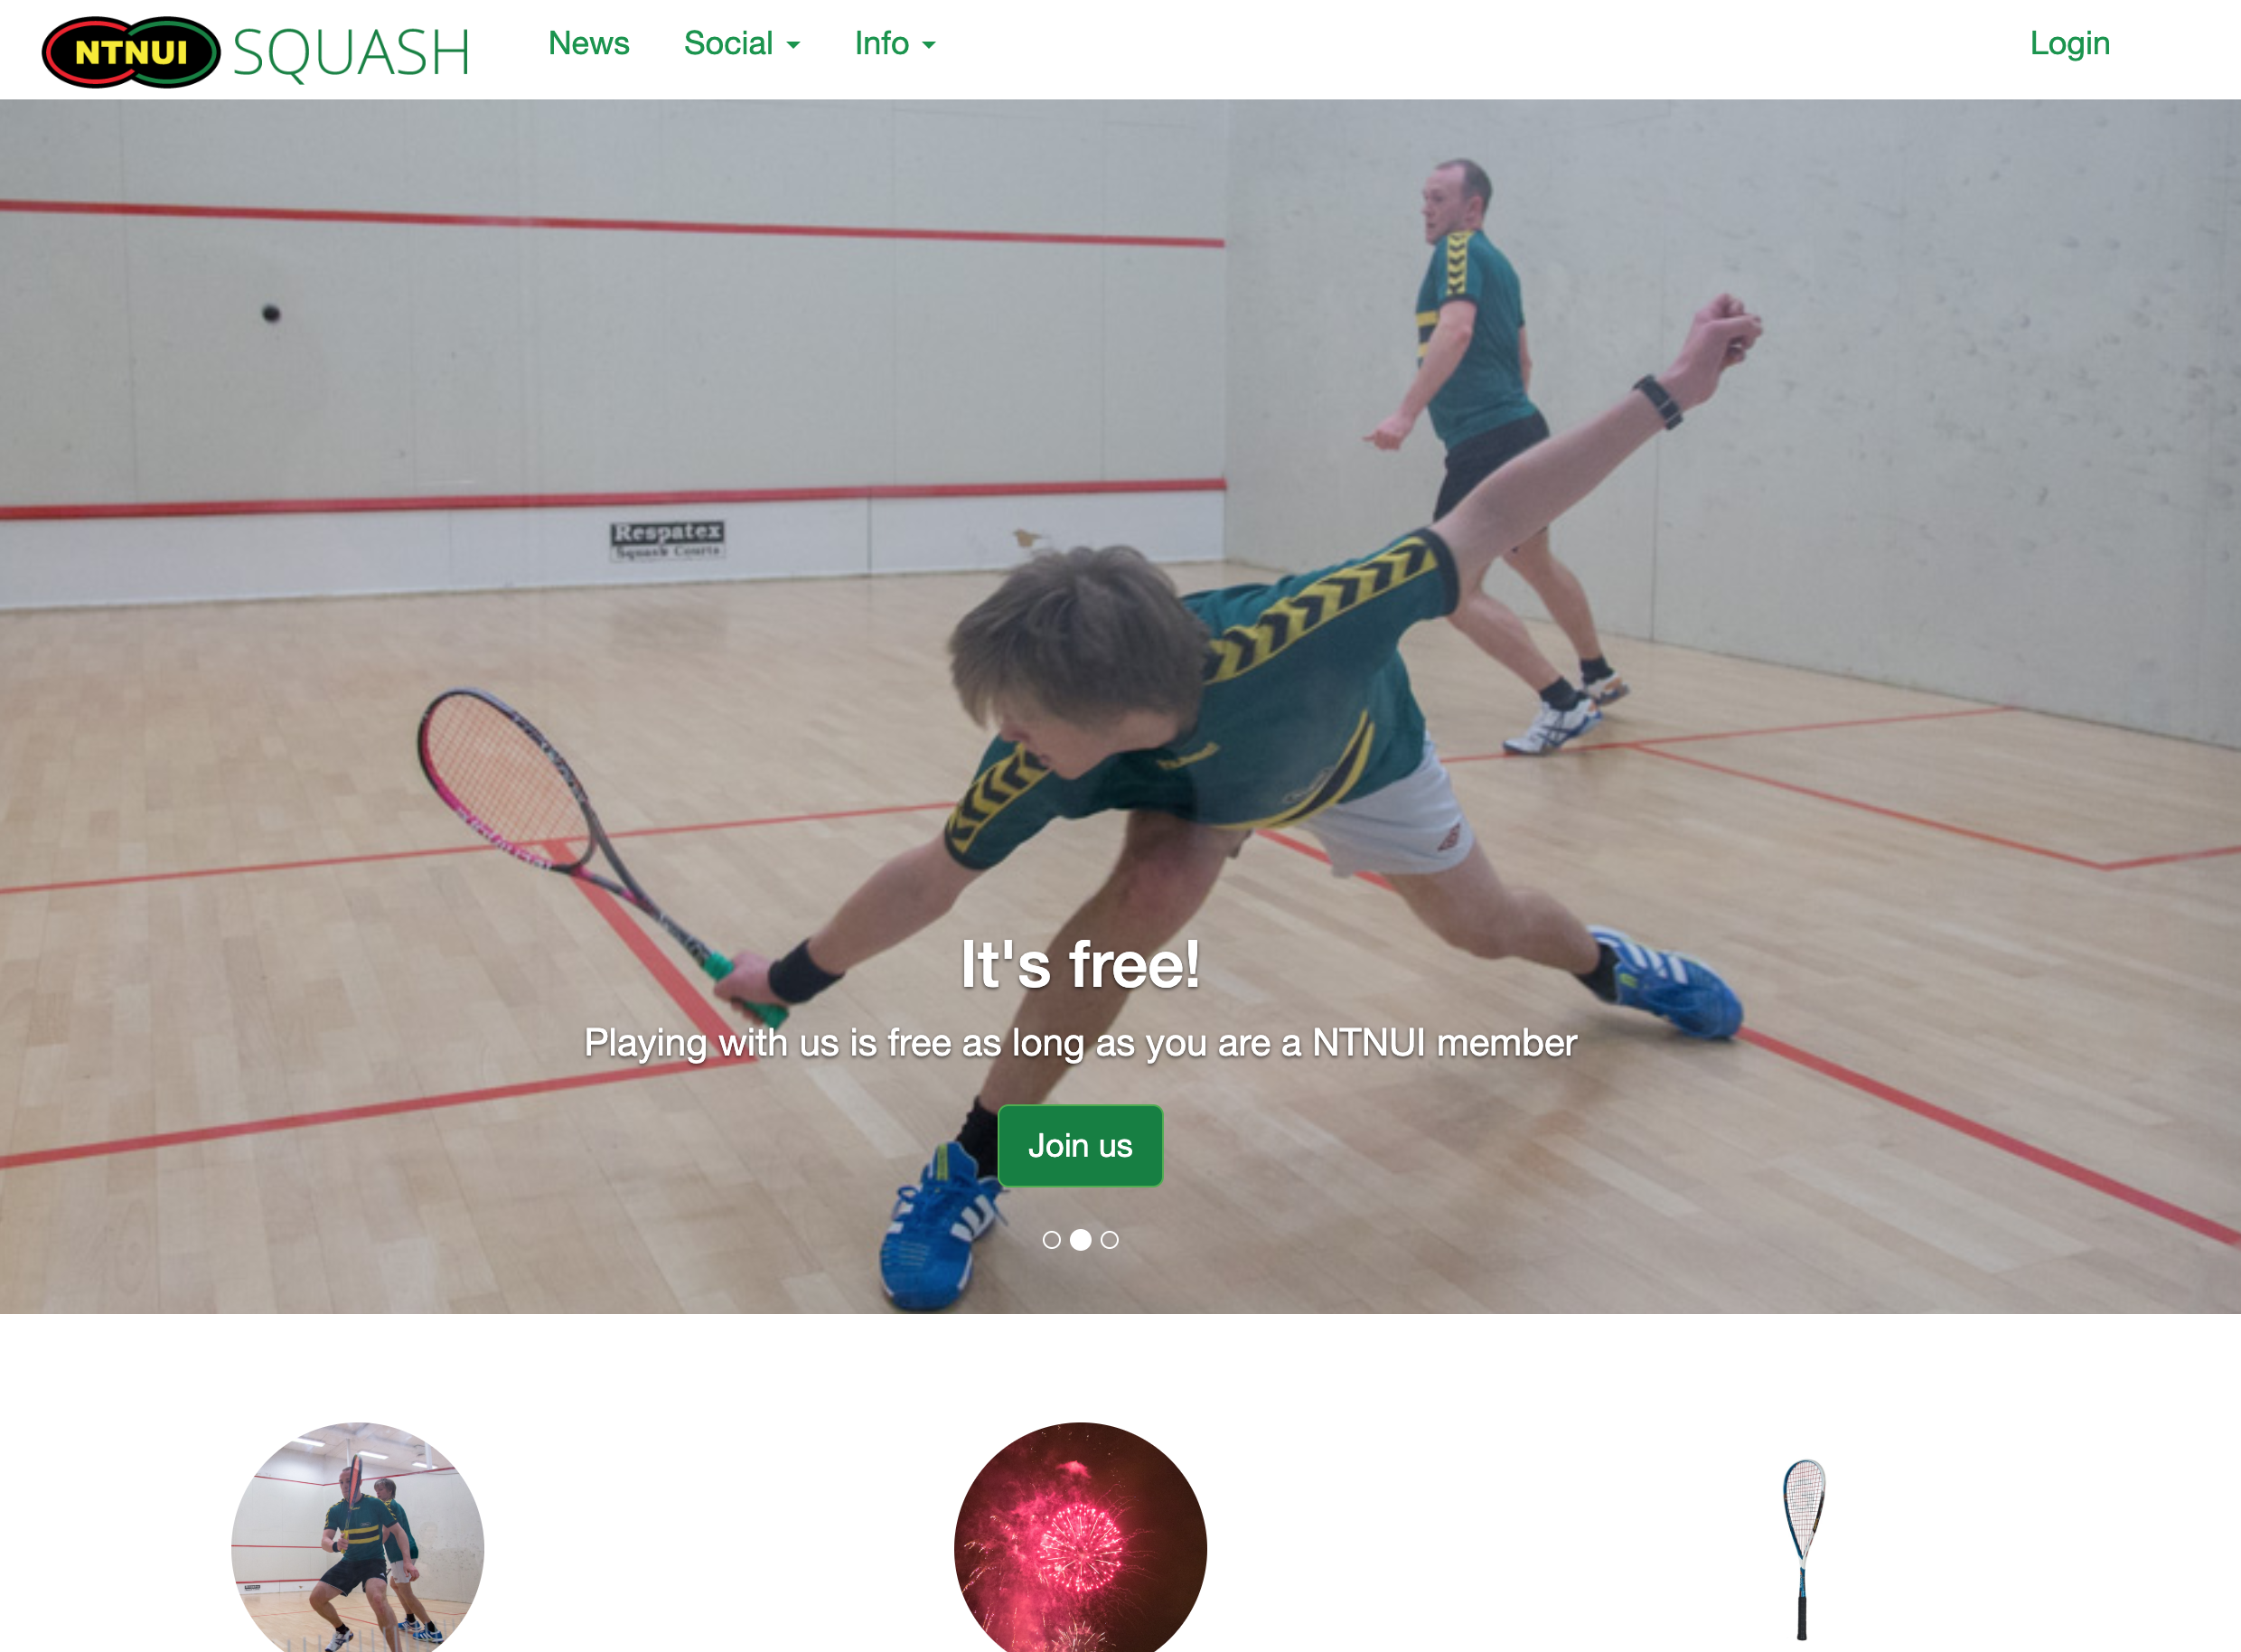 NTNUI SQUASH
News
Social
Info
Login
Respatex
Squash Courts
It's free!
Playing with us is free as long as you are a NTNUI member
Join us